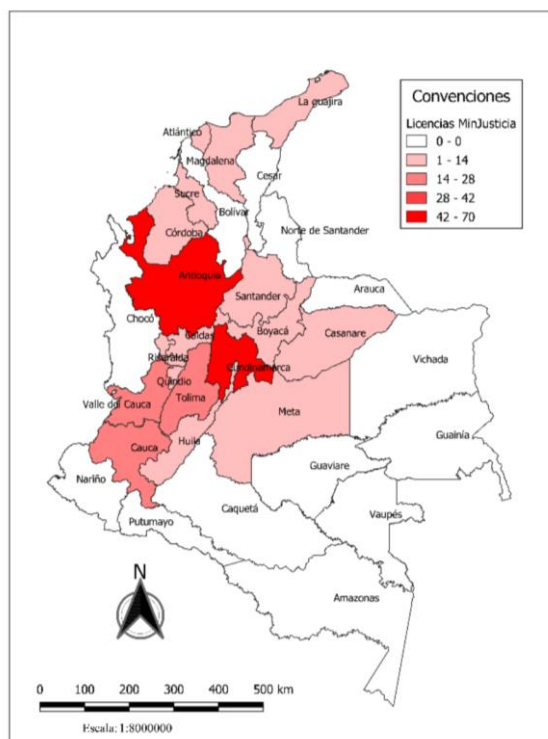 La guajira
Atlántico
Magdalena
Cesar
Sucre
Bolívar
Norte de Santander
Córdoba
Antioquia
Arauca
Santander
Chocó
Boyacá
Casanare
Caldas
Risaralda
Cundinamarca
Vichada
Quindio
Valle del Cauca
Tolima
Meta
Guainía
Cauca
Huila
Guaviare
Nariño
Caquetá
Vaupés
Putumayo
Amazonas
Convenciones
Licencias MinJusticia
0 - 0
1 - 14
14 - 28
28 - 42
42 - 70
N
0 100 200 300 400 500 km
Escala: 1:8000000